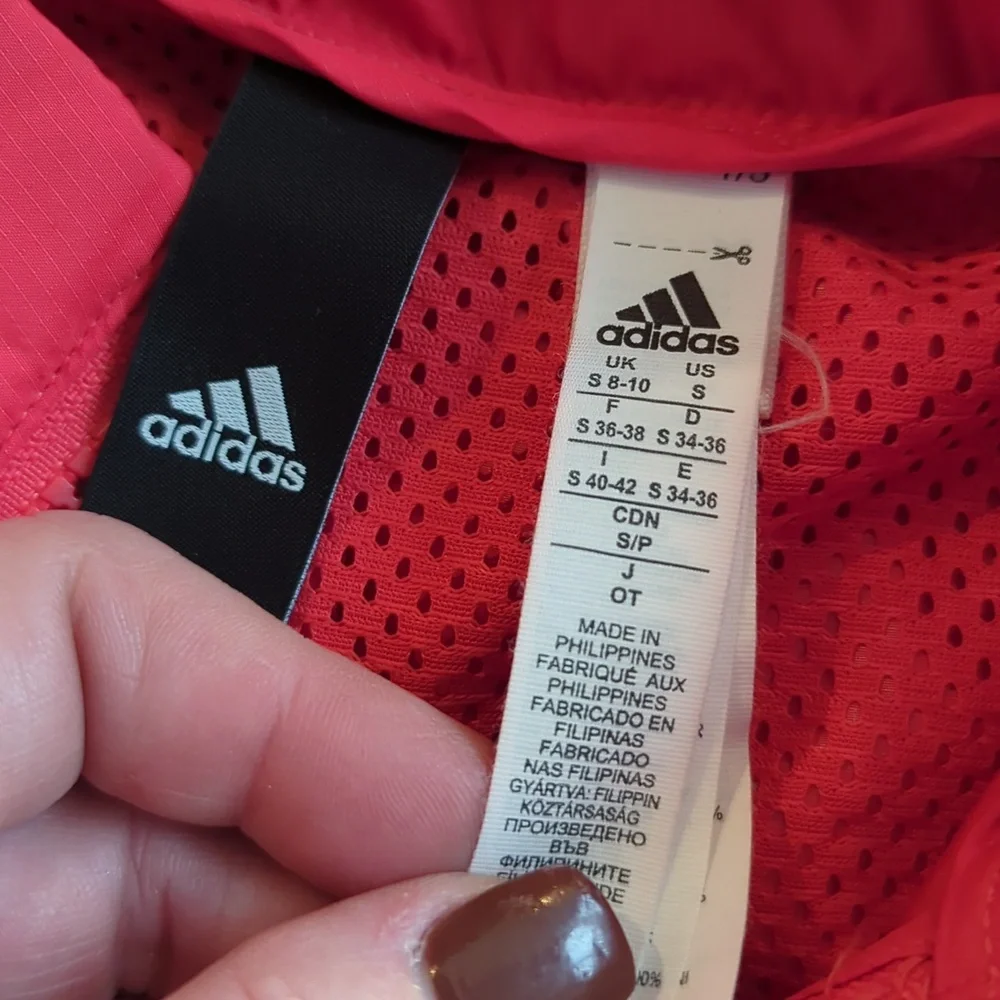 adidas
adidas
UK US
S 8-10 S
F D
S 36-38 S 34-36
I E
S 40-42 S 34-36
CDN
S/P
J
OT
MADE IN
PHILIPPINES
FABRIQUÉ AUX
PHILIPPINES
FABRICADO EN
FILIPINAS
FABRICADO
NAS FILIPINAS
GYÁRTVA: FILIPPIN
KÖZTÁRSASÁG
ПРОИЗВЕДЕНО
ВЪВ
ФИЛИПИНИТЕ